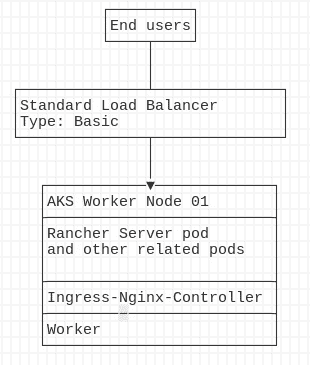 End users
Standard Load Balancer
Type: Basic
AKS Worker Node 01
Rancher Server pod
and other related pods
Ingress-Nginx-Controller
Worker